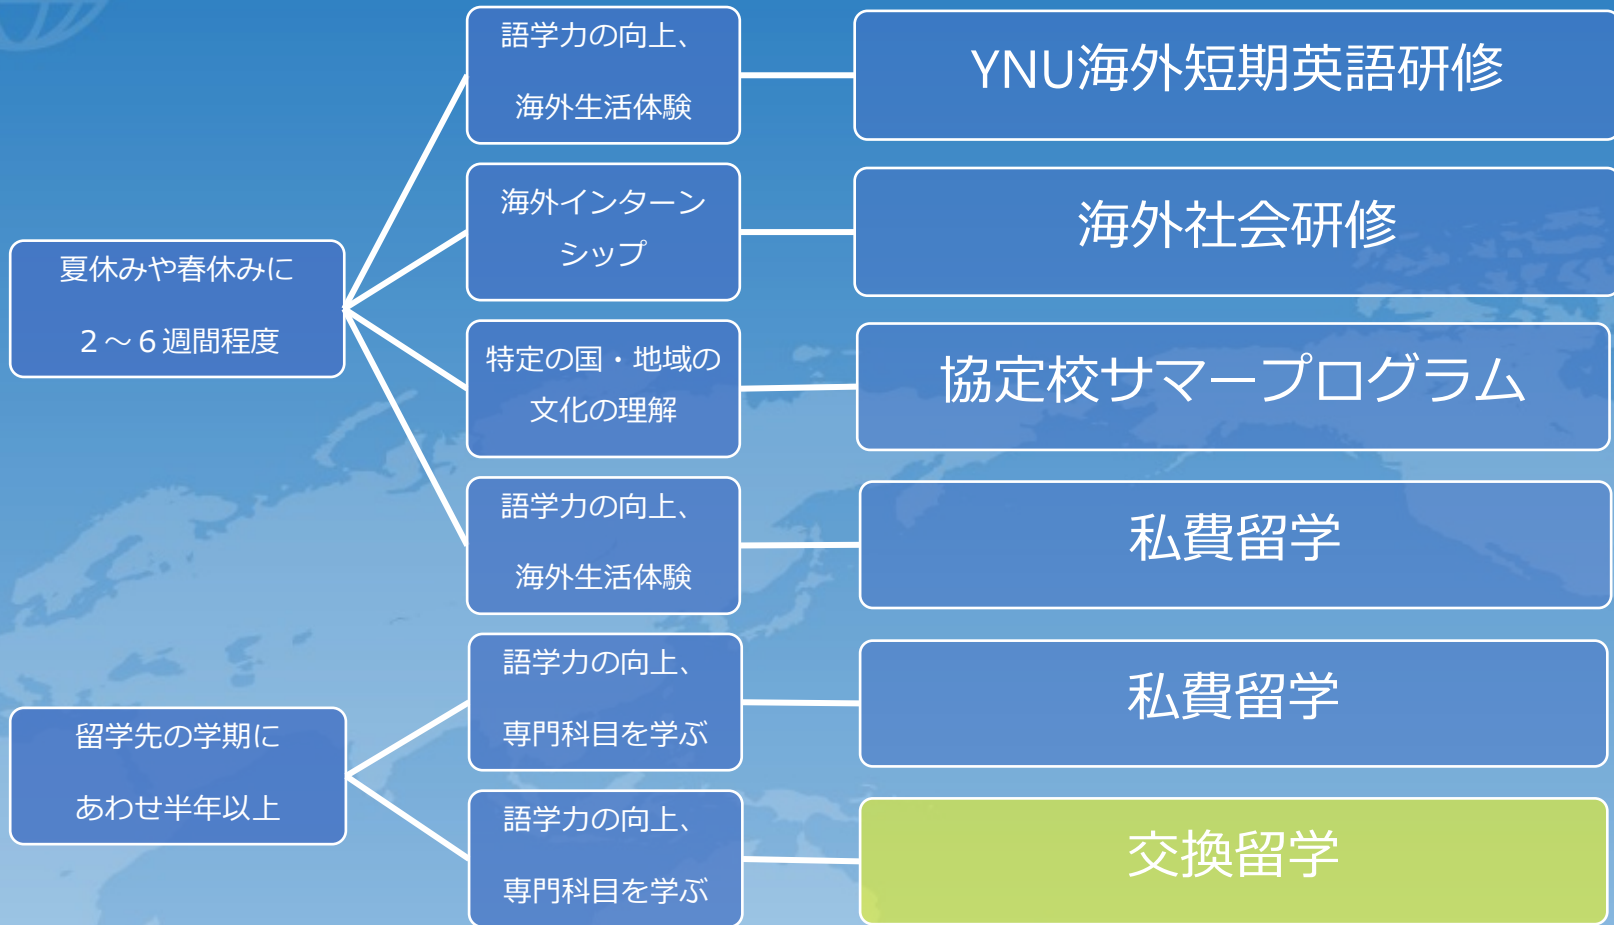 夏休みや春休みに
２～６週間程度
語学力の向上、
海外生活体験
YNU海外短期英語研修
海外インターン
シップ
海外社会研修
特定の国・地域の
文化の理解
協定校サマープログラム
語学力の向上、
海外生活体験
私費留学
留学先の学期に
あわせ半年以上
語学力の向上、
専門科目を学ぶ
私費留学
語学力の向上、
専門科目を学ぶ
交換留学